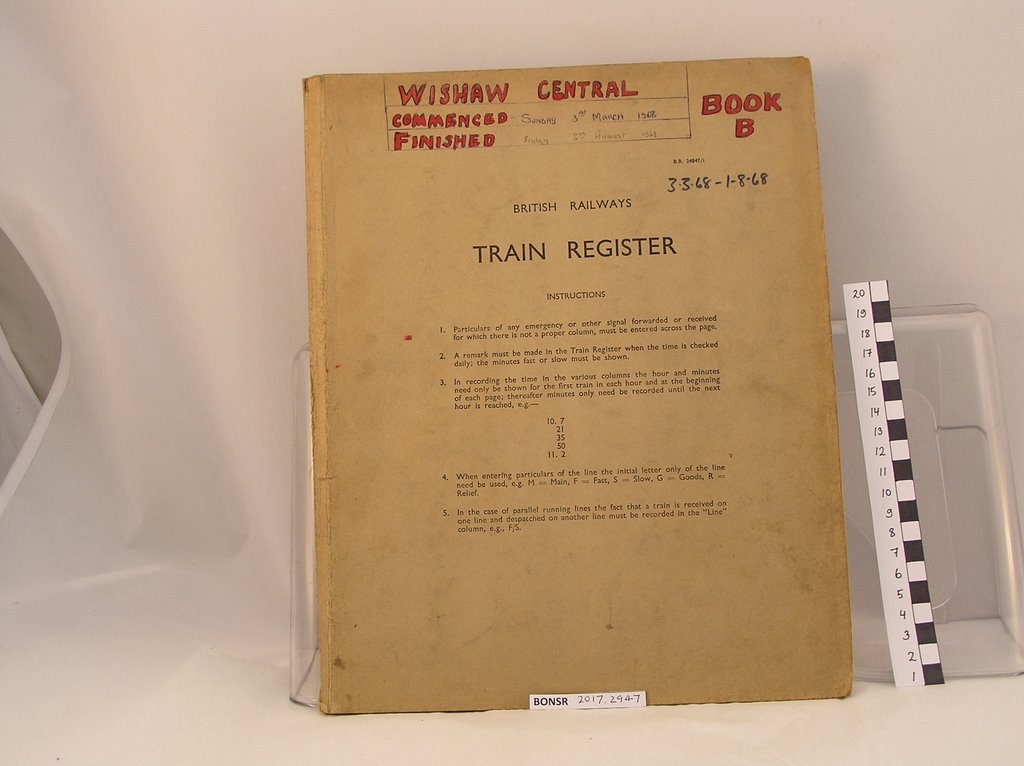 WISHAW CENTRAL
COMMENCED SUNDAY 3rd MARCH 1968
FINISHED Friday 2nd August 1968
BOOK
B
B.R. 24847/1
3.3.68 - 1.8.68
BRITISH RAILWAYS
TRAIN REGISTER
INSTRUCTIONS
1. Particulars of any emergency or other signal forwarded or received
for which there is not a proper column, must be entered across the page.
2. A remark must be made in the Train Register when the time is checked
daily; the minutes fast or slow must be shown.
3. In recording the time in the various columns the hour and minutes
need only be shown for the first train in each hour and at the beginning
of each page; thereafter minutes only need be recorded until the next
hour is reached, e.g.—
10. 7
21
35
50
11. 2
4. When entering particulars of the line the initial letter only of the line
need be used, e.g. M = Main, F = Fast, S = Slow, G = Goods, R =
Relief.
5. In the case of parallel running lines the fact that a train is received on
one line and despatched on another line must be recorded in the "Line"
column, e.g., F/S.
BONSR 2017.2947
20
19
18
17
16
15
14
13
12
11
10
9
8
7
6
5
4
3
2
1